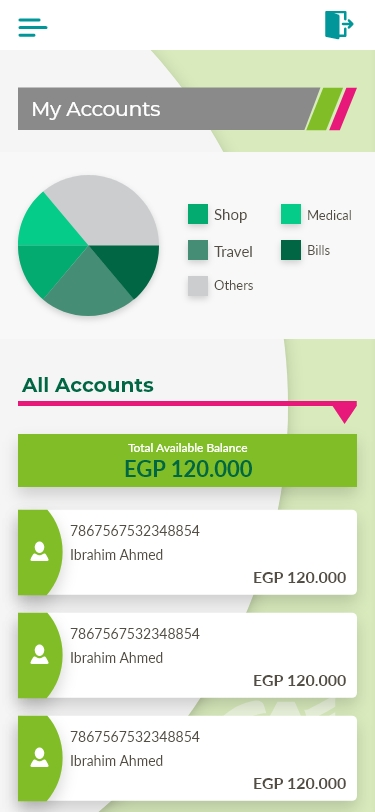 My Accounts
Shop
Medical
Travel
Bills
Others
All Accounts
Total Available Balance
EGP 120.000
7867567532348854
Ibrahim Ahmed
EGP 120.000
7867567532348854
Ibrahim Ahmed
EGP 120.000
7867567532348854
Ibrahim Ahmed
EGP 120.000